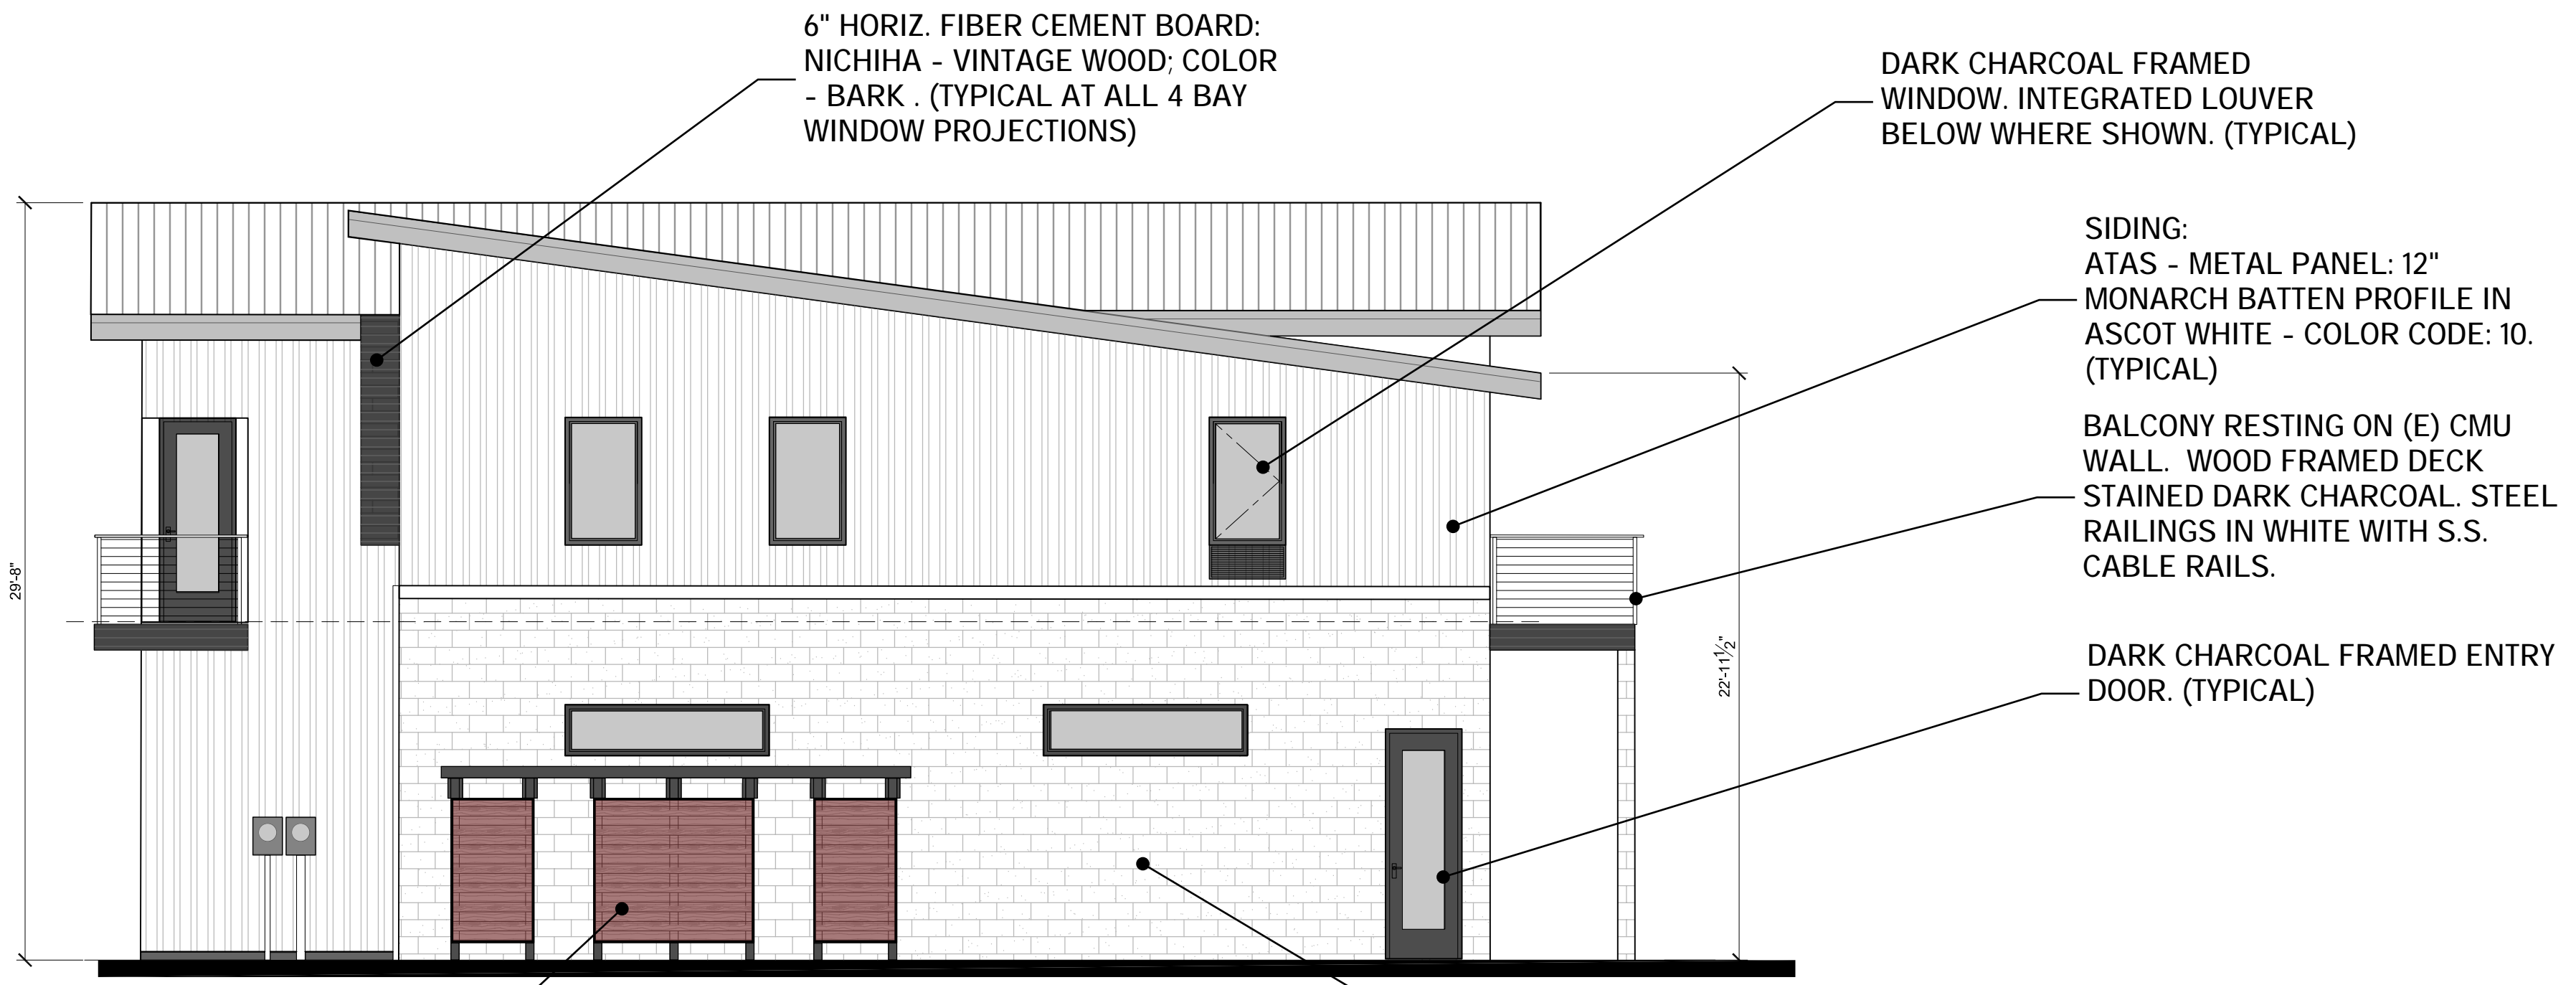 6" HORIZ. FIBER CEMENT BOARD:
NICHIHA - VINTAGE WOOD; COLOR
- BARK . (TYPICAL AT ALL 4 BAY
WINDOW PROJECTIONS)
DARK CHARCOAL FRAMED
WINDOW. INTEGRATED LOUVER
BELOW WHERE SHOWN. (TYPICAL)
SIDING:
ATAS - METAL PANEL: 12"
MONARCH BATTEN PROFILE IN
ASCOT WHITE - COLOR CODE: 10.
(TYPICAL)
BALCONY RESTING ON (E) CMU
WALL. WOOD FRAMED DECK
STAINED DARK CHARCOAL. STEEL
RAILINGS IN WHITE WITH S.S.
CABLE RAILS.
DARK CHARCOAL FRAMED ENTRY
DOOR. (TYPICAL)
29'-8"
22'-11½"